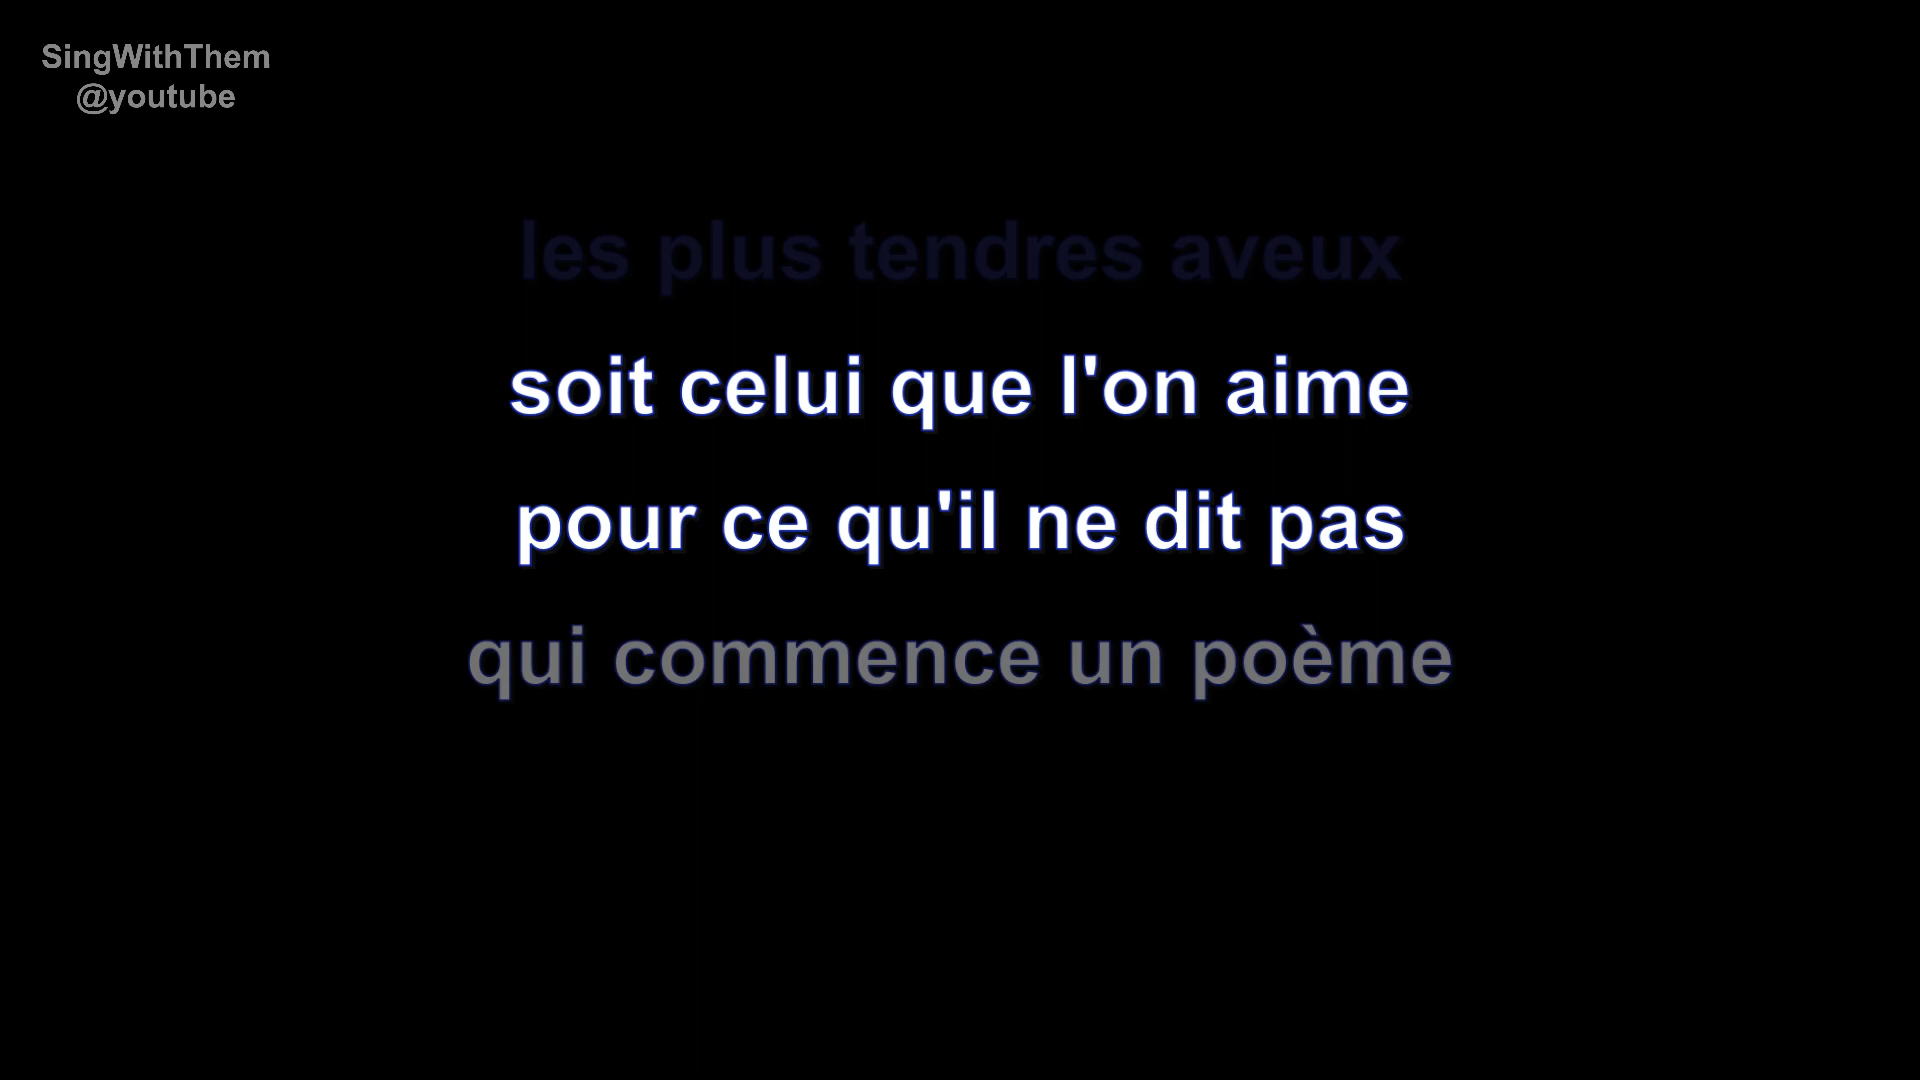 SingWithThem
@youtube
les plus tendres aveux
soit celui que l'on aime
pour ce qu'il ne dit pas
qui commence un poème